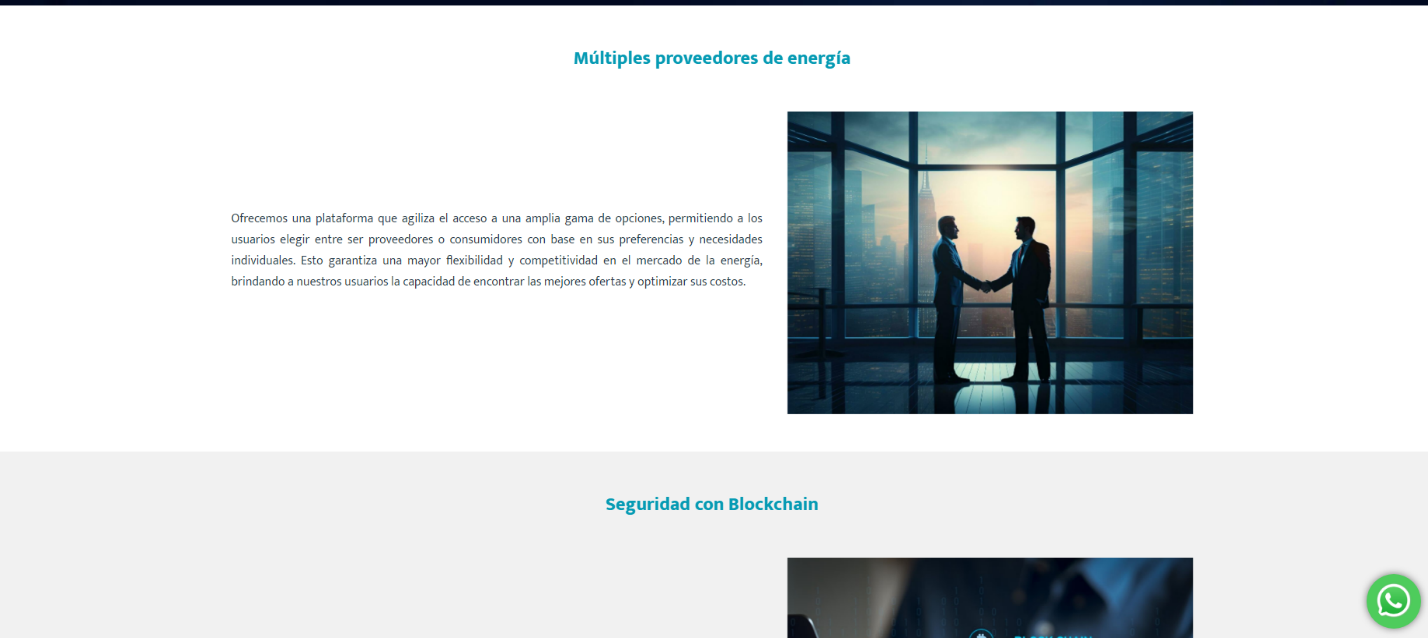 Múltiples proveedores de energía
Ofrecemos una plataforma que agiliza el acceso a una amplia gama de opciones, permitiendo a los
usuarios elegir entre ser proveedores o consumidores con base en sus preferencias y necesidades
individuales. Esto garantiza una mayor flexibilidad y competitividad en el mercado de la energía,
brindando a nuestros usuarios la capacidad de encontrar las mejores ofertas y optimizar sus costos.
Seguridad con Blockchain